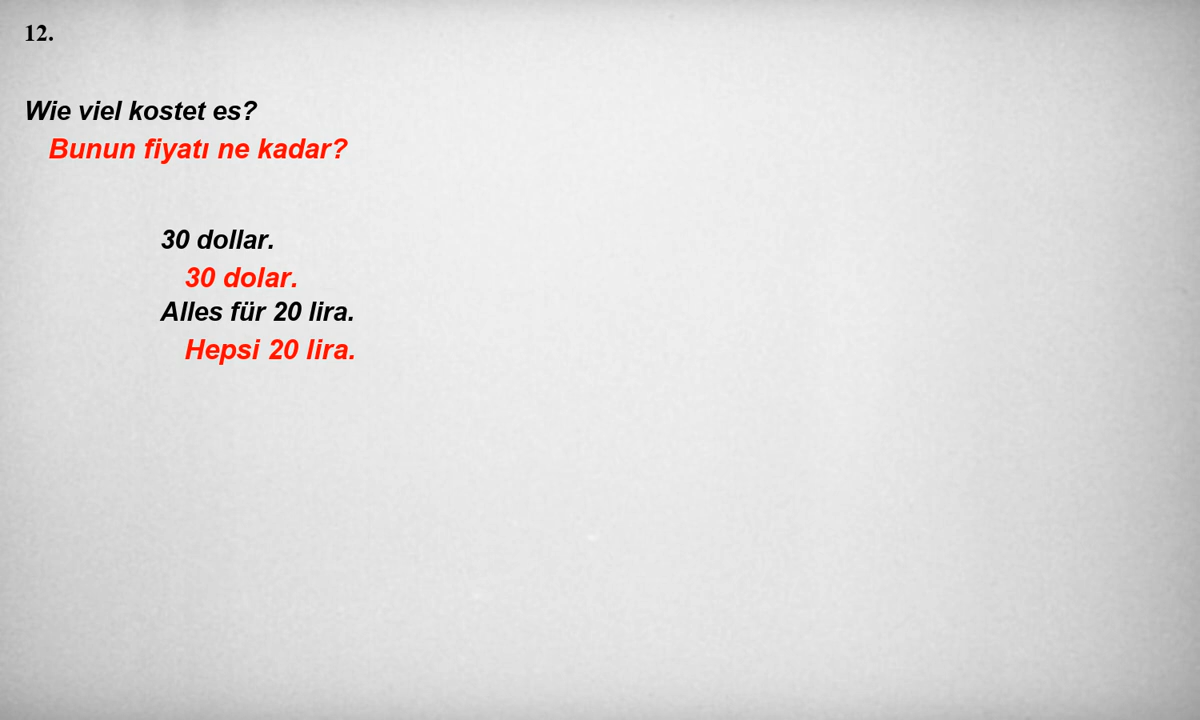 12.
Wie viel kostet es?
Bunun fiyatı ne kadar?
30 dollar.
30 dolar.
Alles für 20 lira.
Hepsi 20 lira.